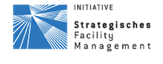 INITIATIVE
Strategisches
Facility
Management